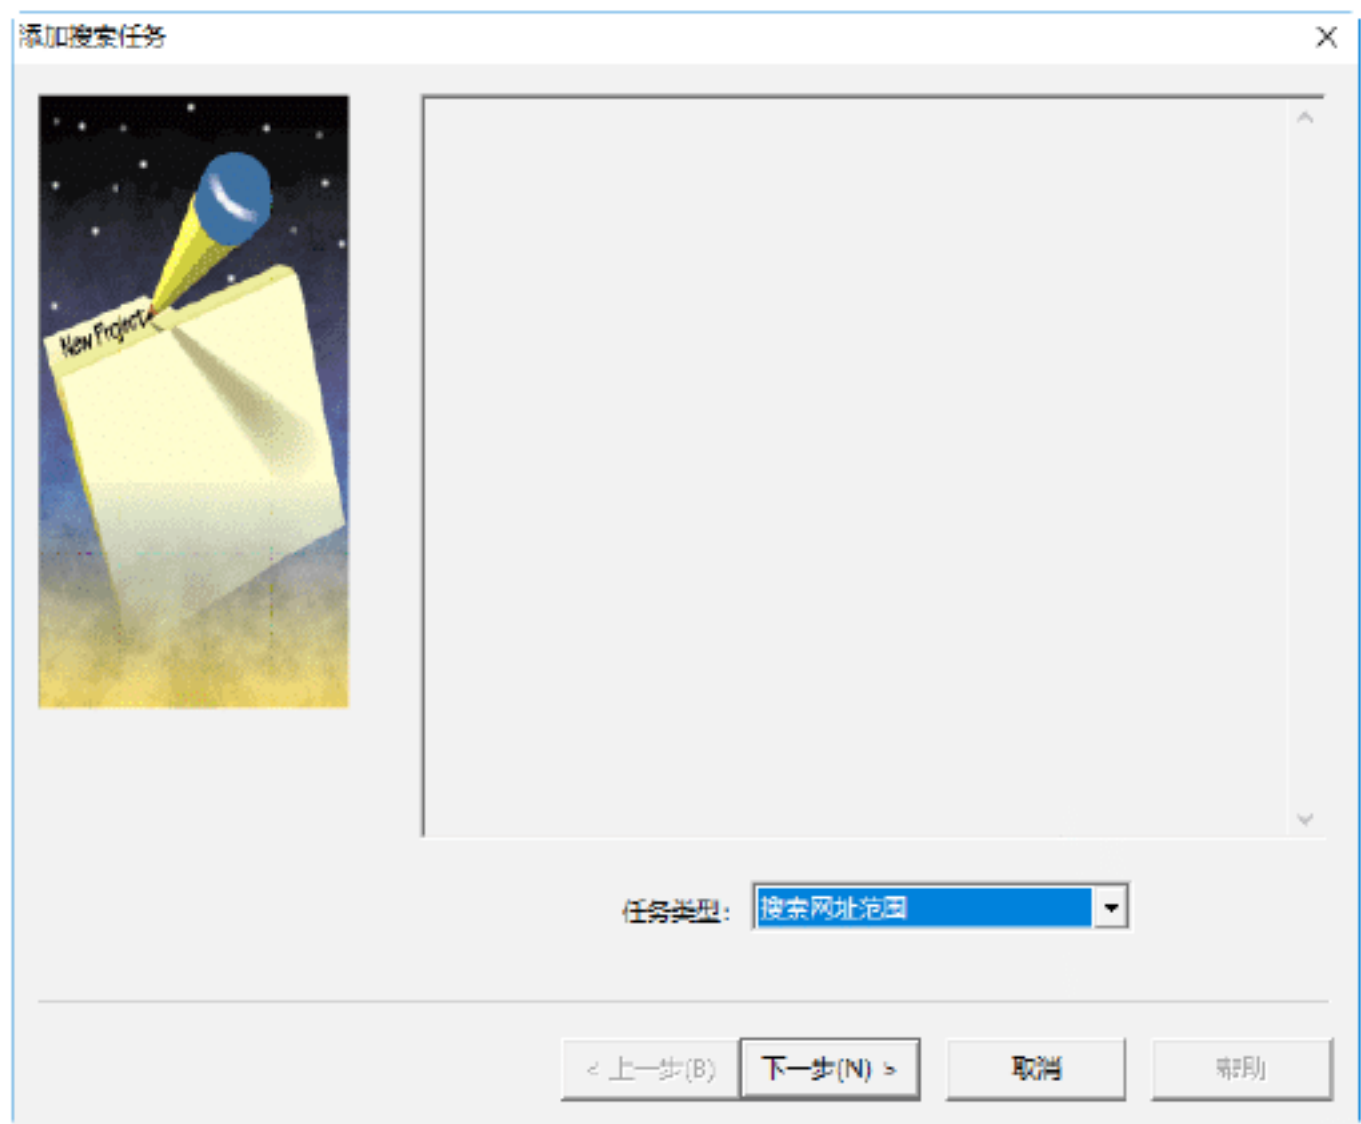 添加搜索任务
New Project
任务类型：
搜索网址范围
< 上一步(B)
下一步(N) >
取消
帮助